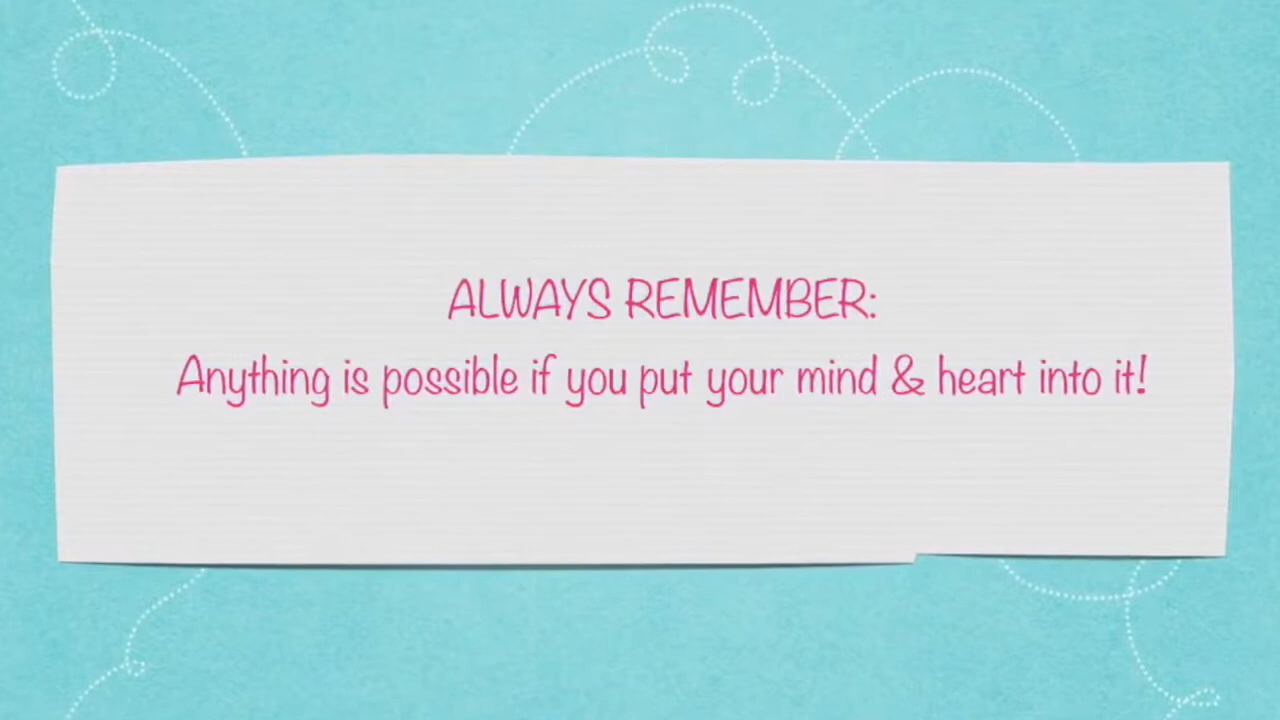 ALWAYS REMEMBER:
Anything is possible if you put your mind & heart into it!